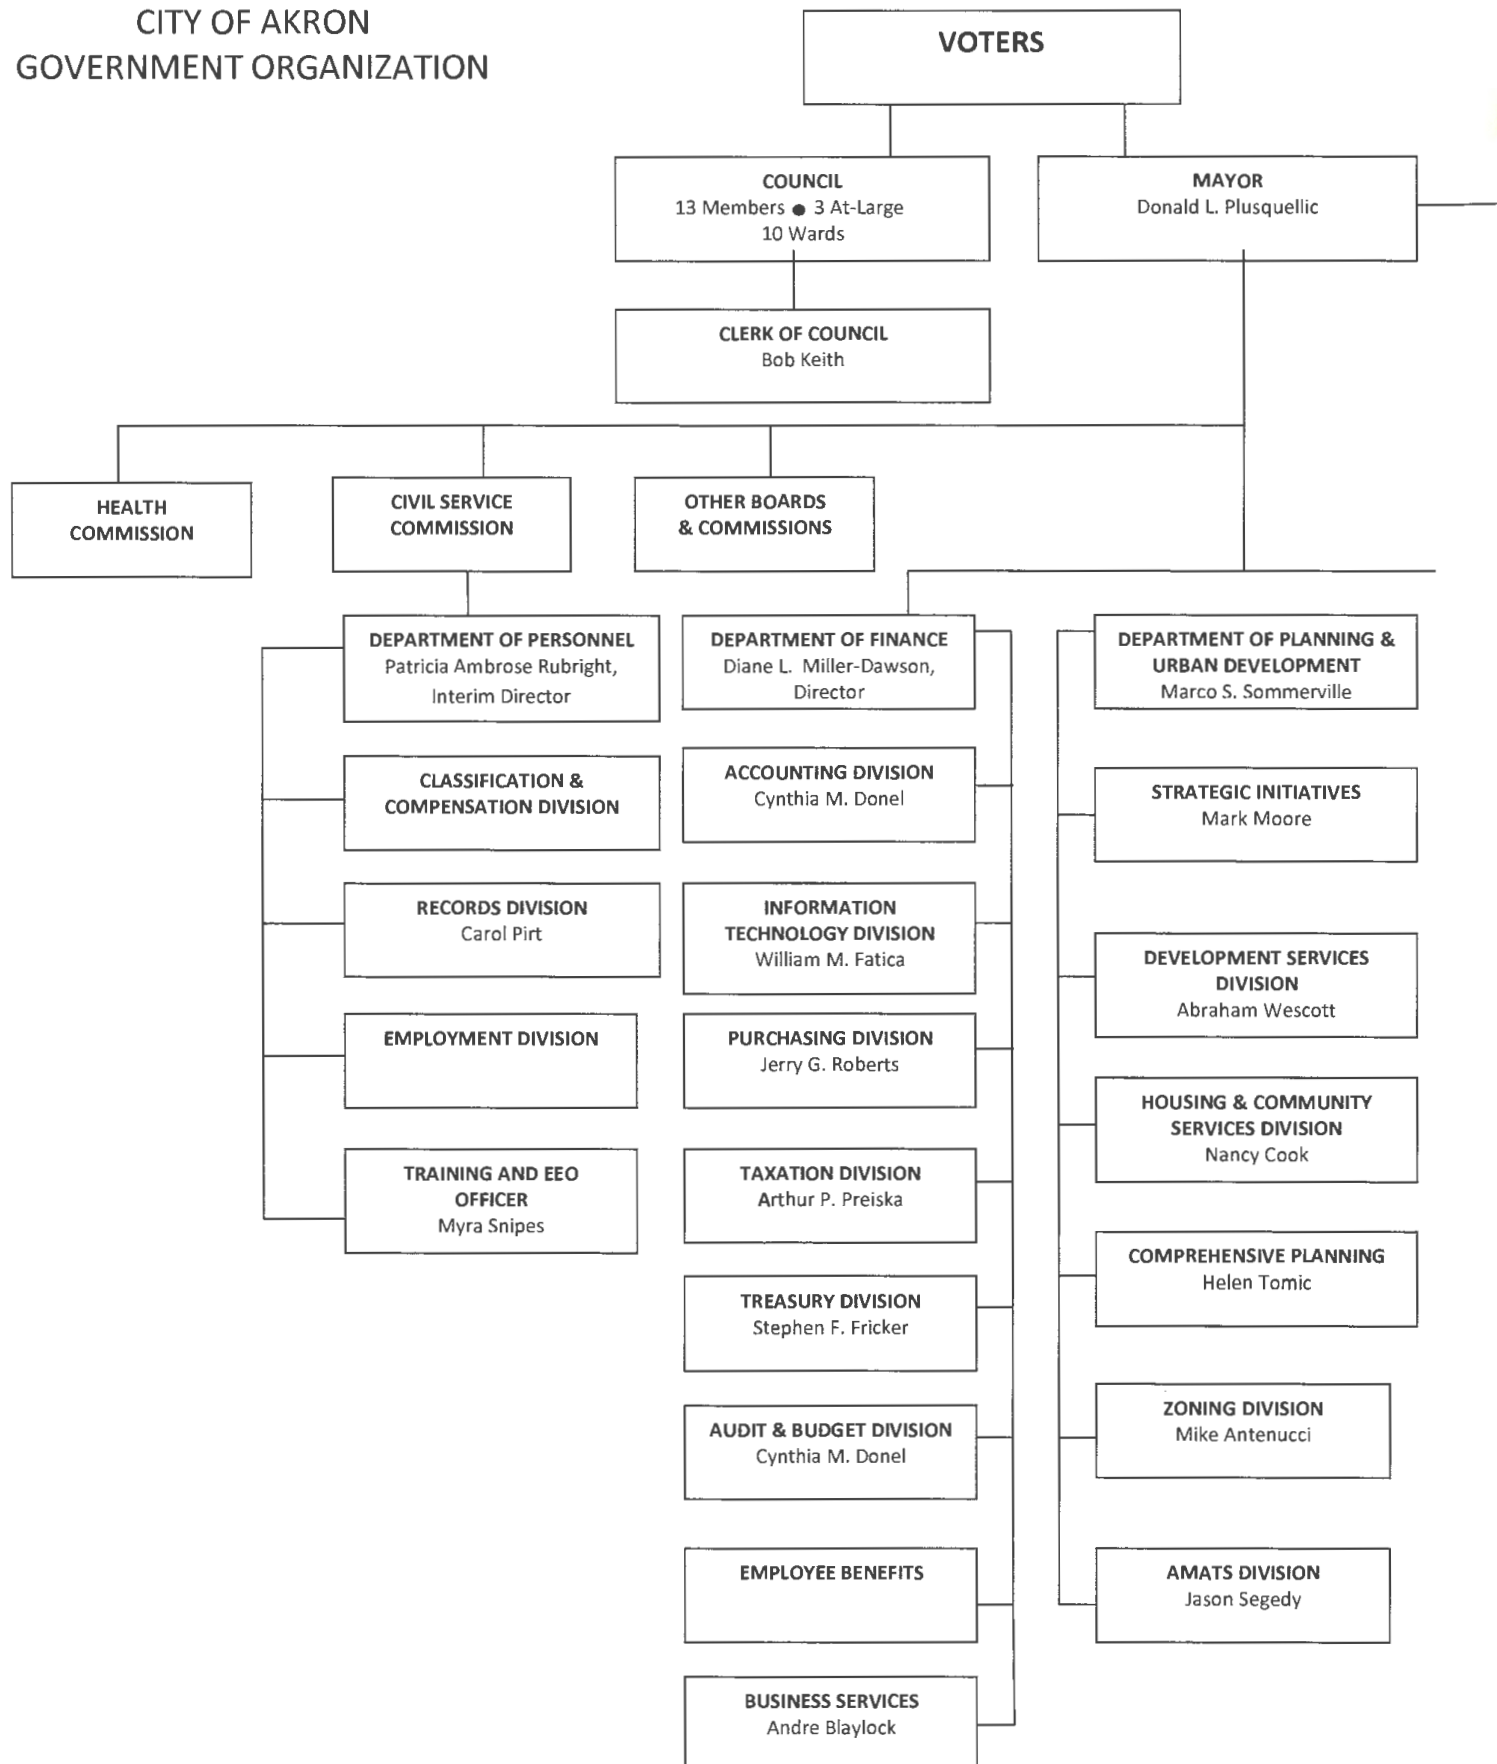 CITY OF AKRON
GOVERNMENT ORGANIZATION
VOTERS
COUNCIL
13 Members ● 3 At-Large
10 Wards
MAYOR
Donald L. Plusquellic
CLERK OF COUNCIL
Bob Keith
HEALTH
COMMISSION
CIVIL SERVICE
COMMISSION
OTHER BOARDS
& COMMISSIONS
DEPARTMENT OF PERSONNEL
Patricia Ambrose Rubright,
Interim Director
CLASSIFICATION &
COMPENSATION DIVISION
RECORDS DIVISION
Carol Pirt
EMPLOYMENT DIVISION
TRAINING AND EEO
OFFICER
Myra Snipes
DEPARTMENT OF FINANCE
Diane L. Miller-Dawson,
Director
ACCOUNTING DIVISION
Cynthia M. Donel
INFORMATION
TECHNOLOGY DIVISION
William M. Fatica
PURCHASING DIVISION
Jerry G. Roberts
TAXATION DIVISION
Arthur P. Preiska
TREASURY DIVISION
Stephen F. Fricker
AUDIT & BUDGET DIVISION
Cynthia M. Donel
EMPLOYEE BENEFITS
BUSINESS SERVICES
Andre Blaylock
DEPARTMENT OF PLANNING &
URBAN DEVELOPMENT
Marco S. Sommerville
STRATEGIC INITIATIVES
Mark Moore
DEVELOPMENT SERVICES
DIVISION
Abraham Wescott
HOUSING & COMMUNITY
SERVICES DIVISION
Nancy Cook
COMPREHENSIVE PLANNING
Helen Tomic
ZONING DIVISION
Mike Antenucci
AMATS DIVISION
Jason Segedy